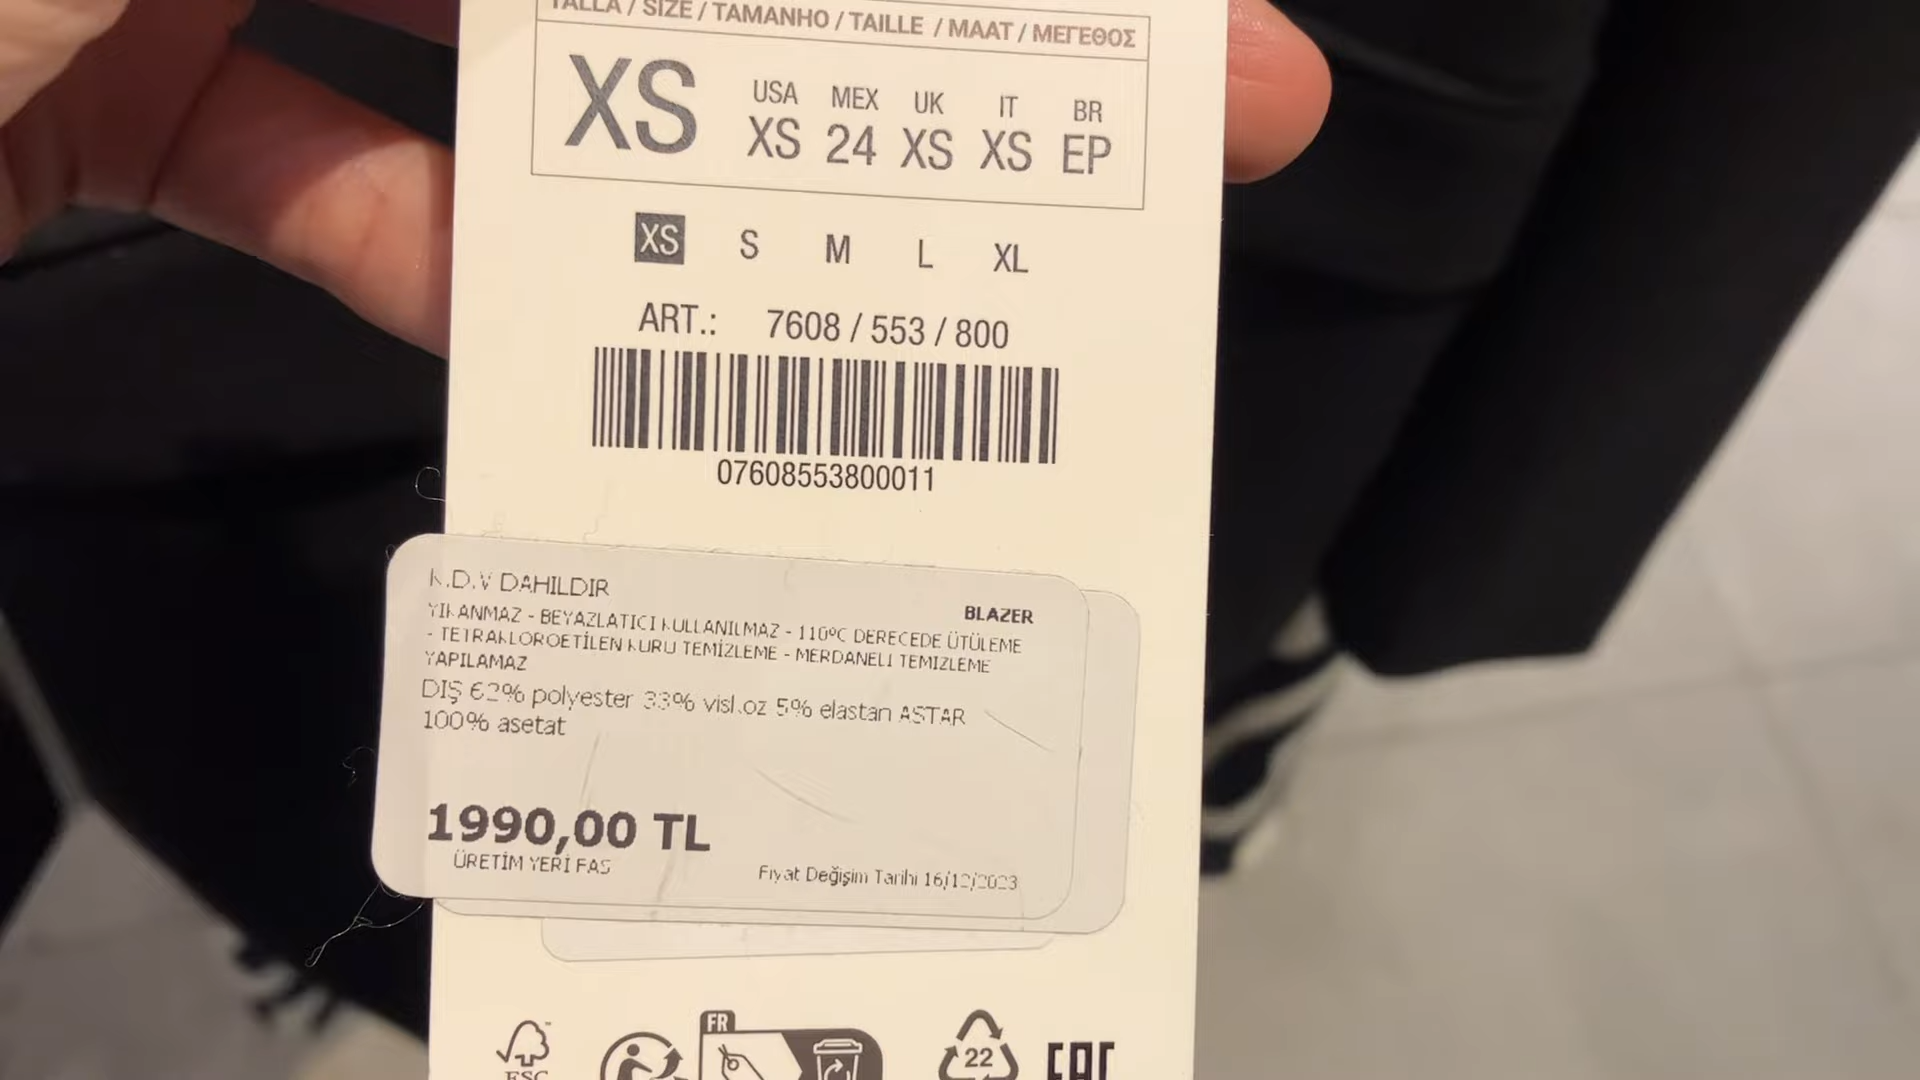 TALLA / SIZE / TAMANHO / TAILLE / MAAT / ΜΕΓΕΘΟΣ
XS
USA MEX UK IT BR
XS 24 XS XS EP
XS S M L XL
ART.: 7608 / 553 / 800
07608553800011
K.D.V DAHILDIR
BLAZER
YIKANMAZ - BEYAZLATICI KULLANILMAZ - 110ºC DERECEDE ÜTÜLEME
- TETRAKLOROETİLEN KURU TEMİZLEME - MERDANELI TEMIZLEME
YAPILAMAZ
DIŞ 62% polyester 33% viskoz 5% elastan ASTAR
100% asetat
1990,00 TL
ÜRETİM YERİ FAS
Fiyat Değişim Tarihi 16/12/2023
FR
FSC
22
EAC